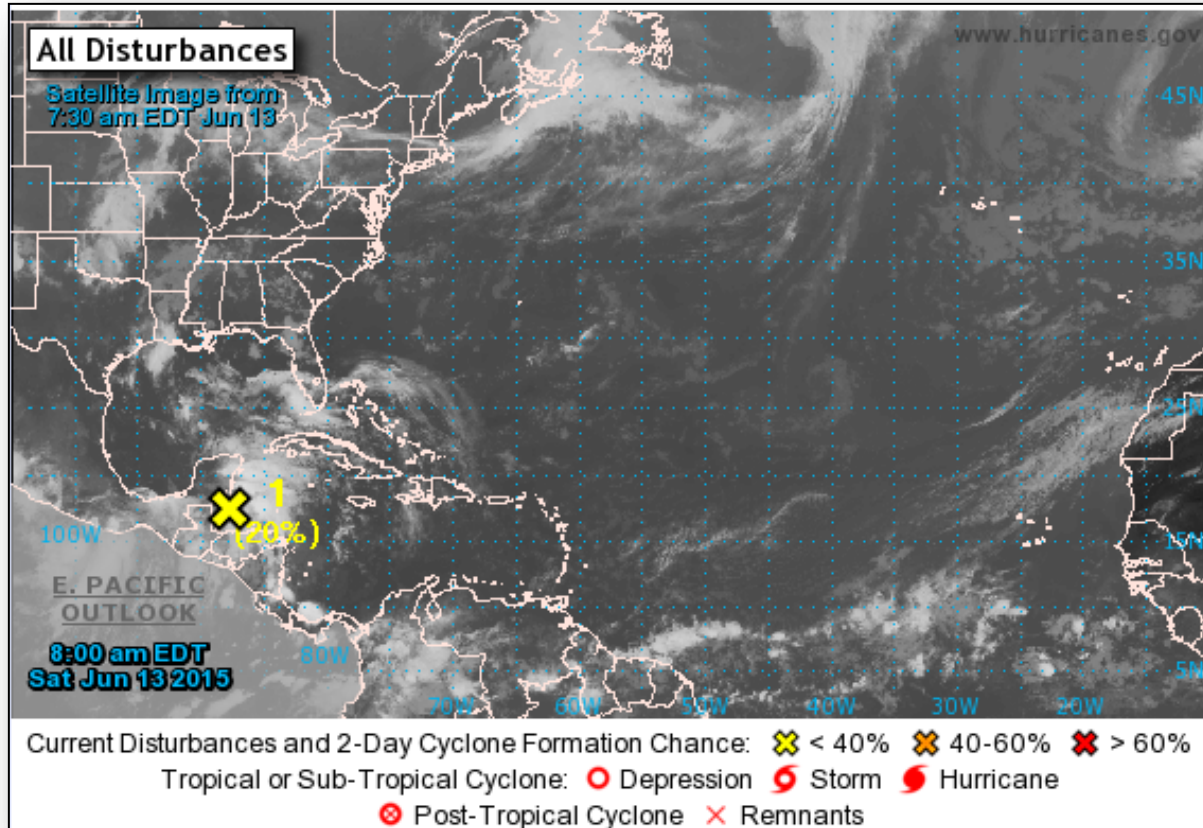 All Disturbances
www.hurricanes.gov
Satellite Image from
7:30 am EDT Jun 13
45N
35N
25N
1
(20%)
100W
15N
E. PACIFIC
OUTLOOK
8:00 am EDT
Sat Jun 13 2015
80W
5N
70W 60W 50W 40W 30W 20W
Current Disturbances and 2-Day Cyclone Formation Chance: < 40% 40-60% > 60%
Tropical or Sub-Tropical Cyclone: Depression Storm Hurricane
Post-Tropical Cyclone Remnants